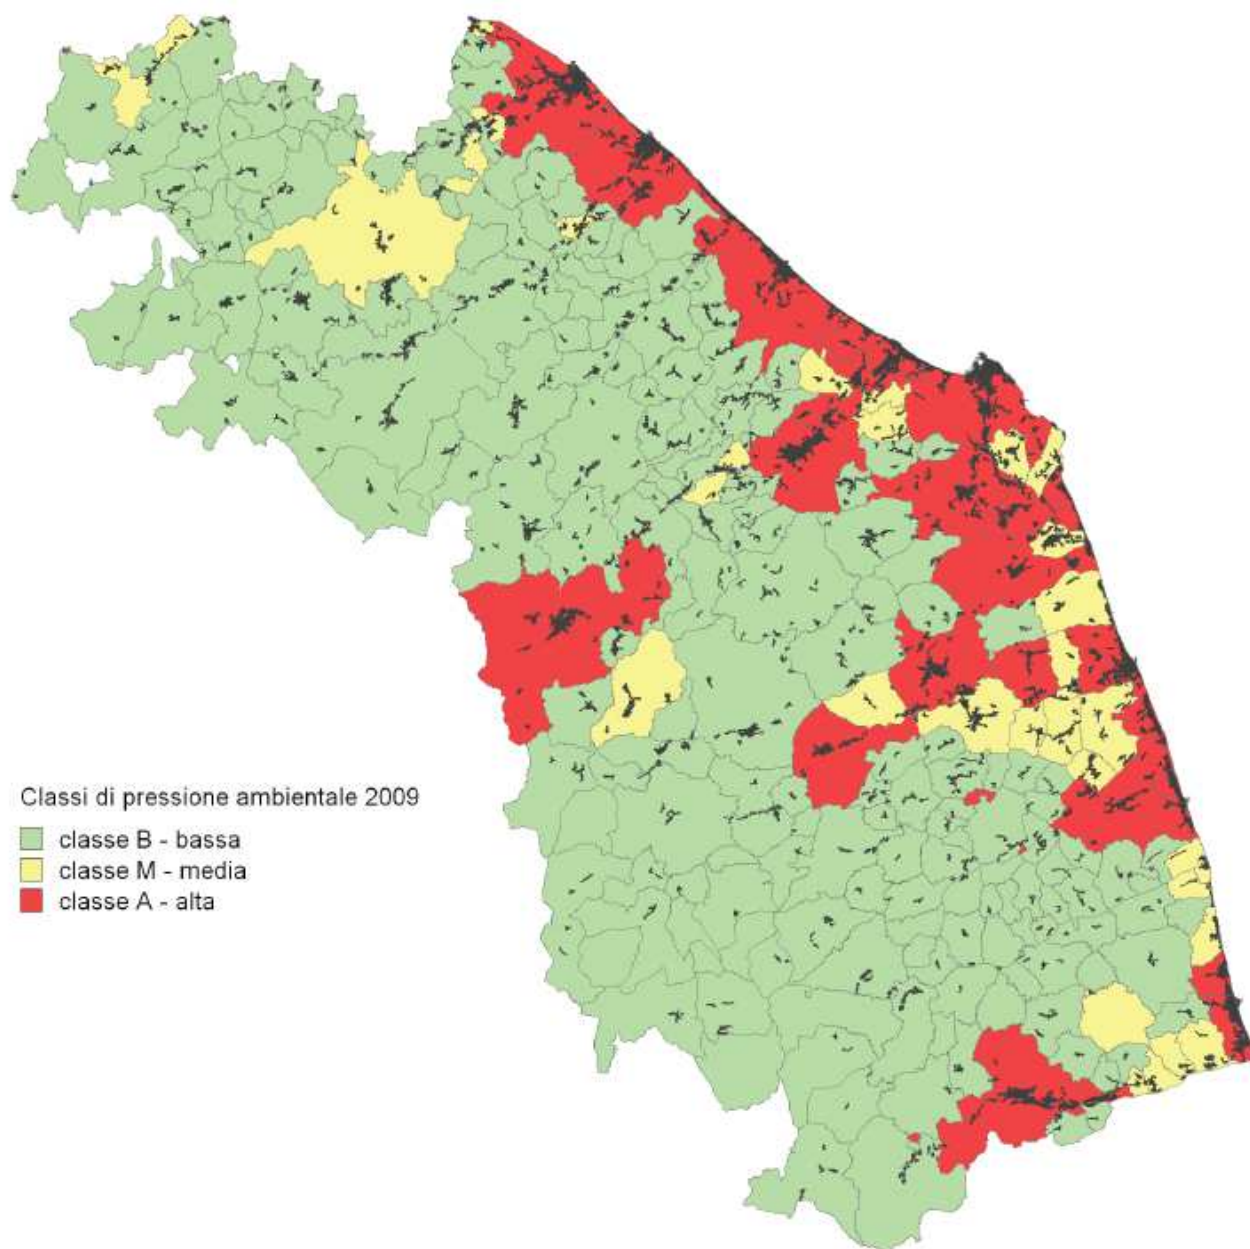 Classi di pressione ambientale 2009
classe B - bassa
classe M - media
classe A - alta